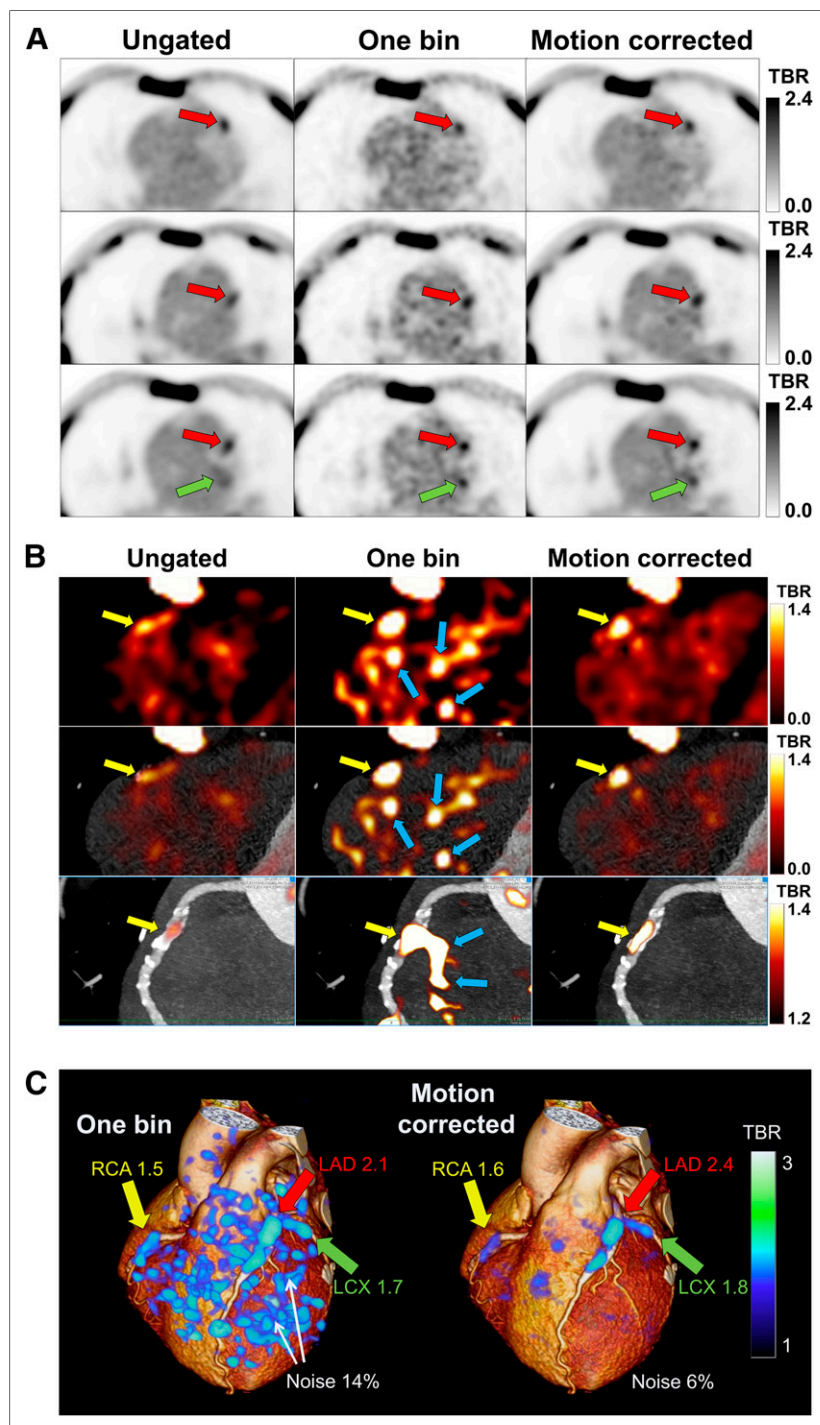 A
Ungated
One bin
Motion corrected
TBR
2.4
0.0
TBR
2.4
0.0
TBR
2.4
0.0
B
Ungated
One bin
Motion corrected
TBR
1.4
0.0
TBR
1.4
0.0
TBR
1.4
1.2
C
One bin
RCA 1.5
LAD 2.1
LCX 1.7
Noise 14%
Motion
corrected
RCA 1.6
LAD 2.4
LCX 1.8
Noise 6%
TBR
3
1